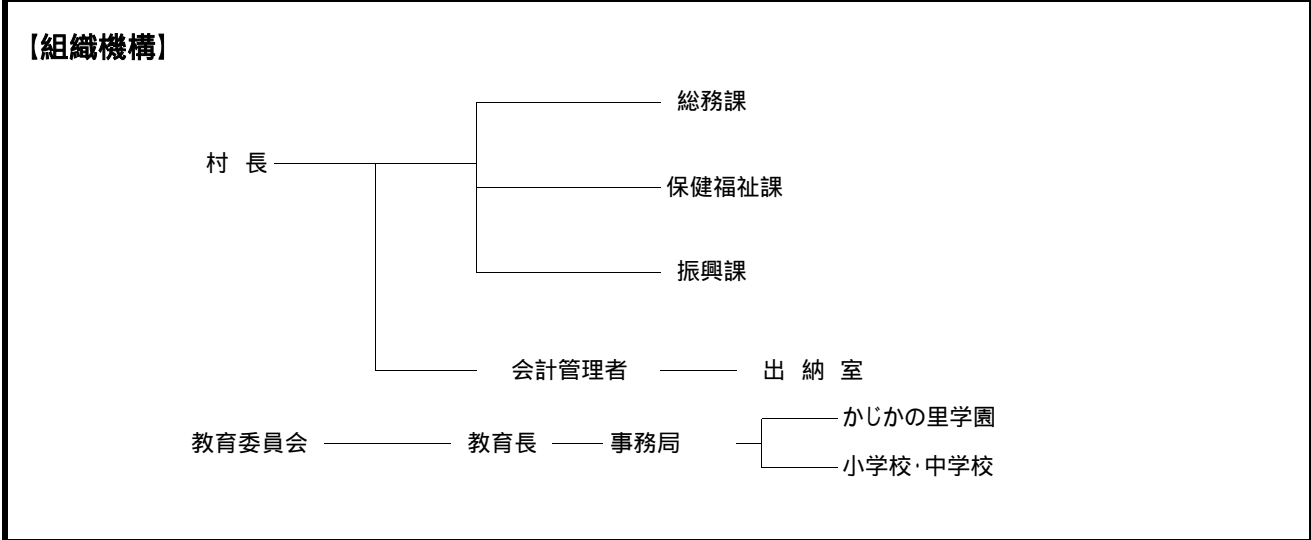 【組織機構】
総務課
村 長
保健福祉課
振興課
会計管理者 出 納 室
かじかの里学園
教育委員会 教育長 事務局
小学校・中学校